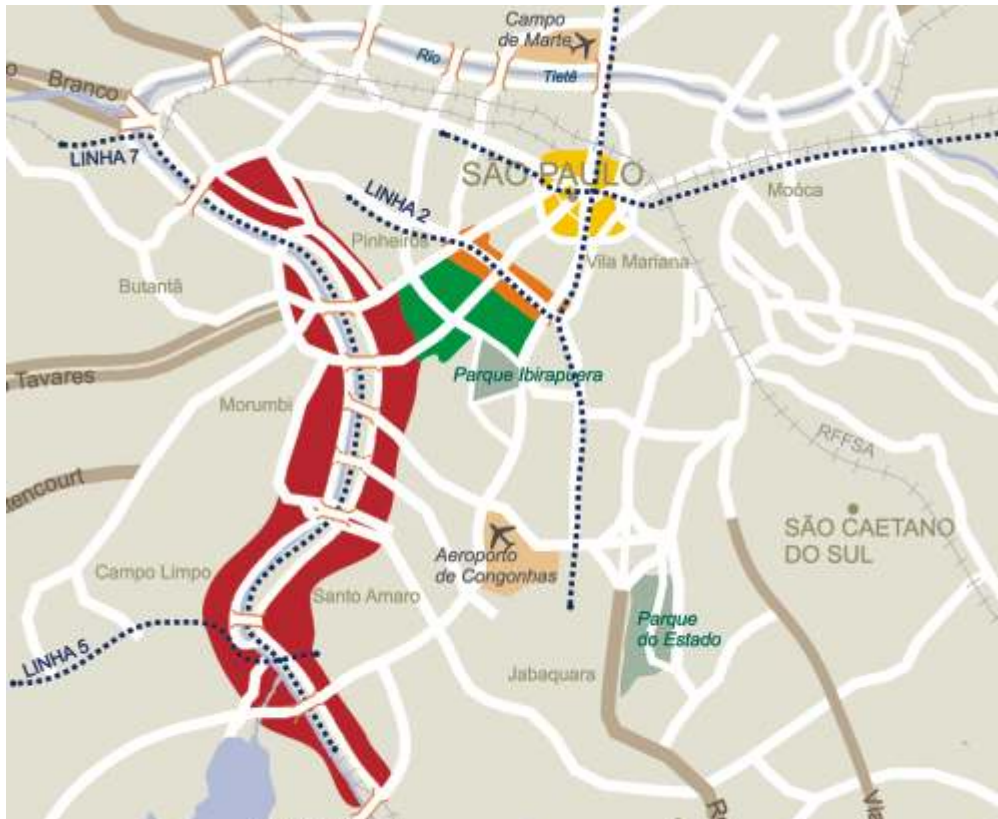 Campo
de Marte
Rio
Tietê
Branco
LINHA 7
SÃO PAULO
Moóca
LINHA 2
Pinheiros
Vila Mariana
Butantã
Tavares
Parque Ibirapuera
Morumbi
RFFSA
SÃO CAETANO
DO SUL
Aeroporto
de Congonhas
Campo Limpo
Santo Amaro
Parque
do Estado
LINHA 5
Jabaquara